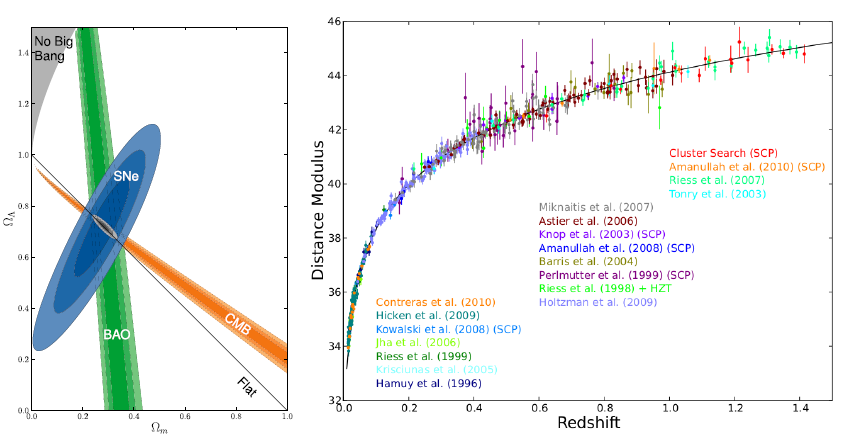 No Big
Bang
SNe
BAO
CMB
Flat
1.4
1.2
1.0
0.8
0.6
0.4
0.2
0.0
0.0
0.2
0.4
0.6
0.8
1.0
Ω_Λ
Ω_m
46
44
42
40
38
36
34
32
Distance Modulus
Cluster Search (SCP)
Amanullah et al. (2010) (SCP)
Riess et al. (2007)
Tonry et al. (2003)
Miknaitis et al. (2007)
Astier et al. (2006)
Knop et al. (2003) (SCP)
Amanullah et al. (2008) (SCP)
Barris et al. (2004)
Perlmutter et al. (1999) (SCP)
Riess et al. (1998) + HZT
Holtzman et al. (2009)
Contreras et al. (2010)
Hicken et al. (2009)
Kowalski et al. (2008) (SCP)
Jha et al. (2006)
Riess et al. (1999)
Krisciunas et al. (2005)
Hamuy et al. (1996)
0.0
0.2
0.4
0.6
0.8
1.0
1.2
1.4
Redshift